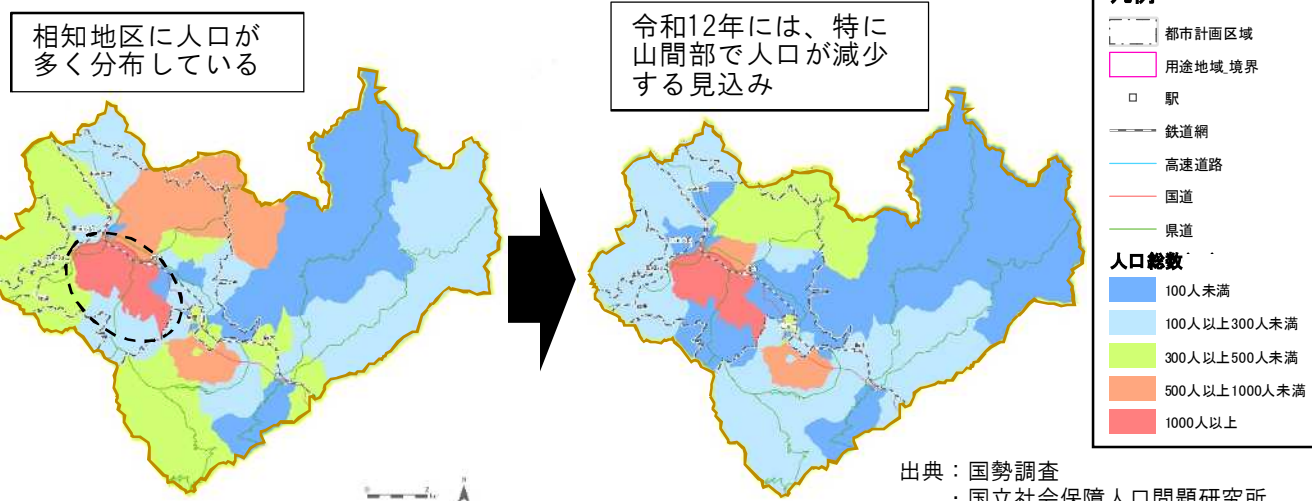 相知地区に人口が
多く分布している
令和12年には、特に
山間部で人口が減少
する見込み
都市計画区域
用途地域_境界
駅
鉄道網
高速道路
国道
県道
人口総数
100人未満
100人以上300人未満
300人以上500人未満
500人以上1000人未満
1000人以上
出典：国勢調査
・国立社会保障人口問題研究所